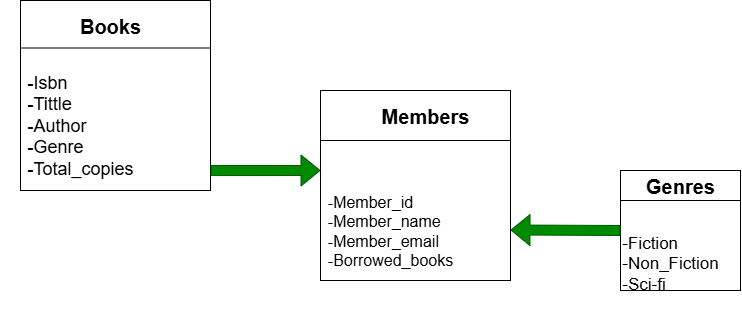 Books
-Isbn
-Tittle
-Author
-Genre
-Total_copies
Members
-Member_id
-Member_name
-Member_email
-Borrowed_books
Genres
-Fiction
-Non_Fiction
-Sci-fi